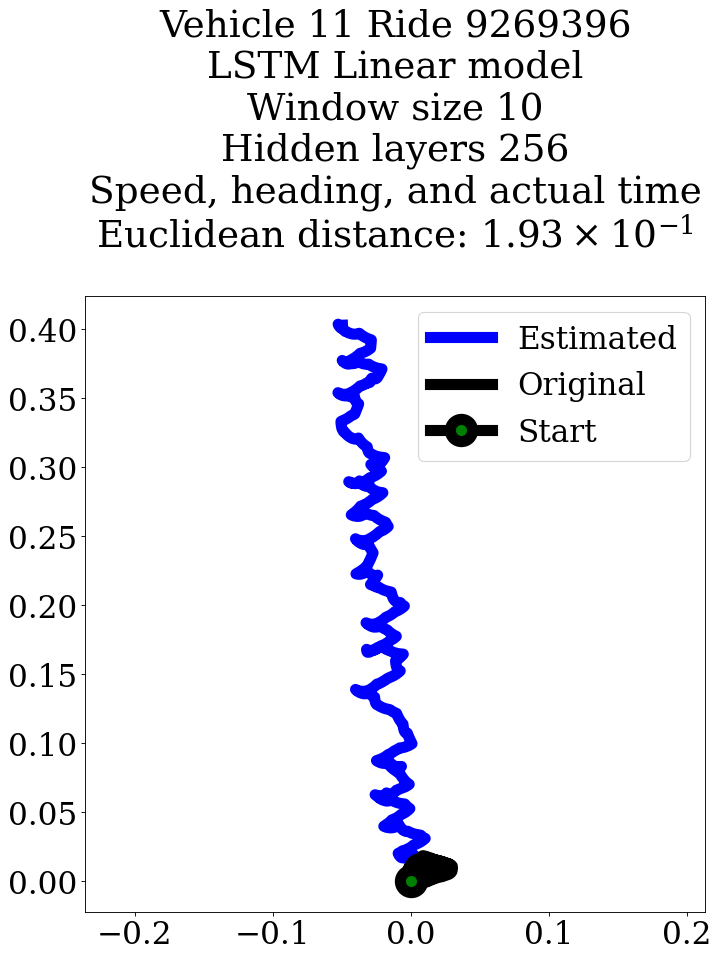 Vehicle 11 Ride 9269396
LSTM Linear model
Window size 10
Hidden layers 256
Speed, heading, and actual time
Euclidean distance: 1.93 × 10⁻¹
Estimated
Original
Start
0.40
0.35
0.30
0.25
0.20
0.15
0.10
0.05
0.00
−0.2 −0.1 0.0 0.1 0.2